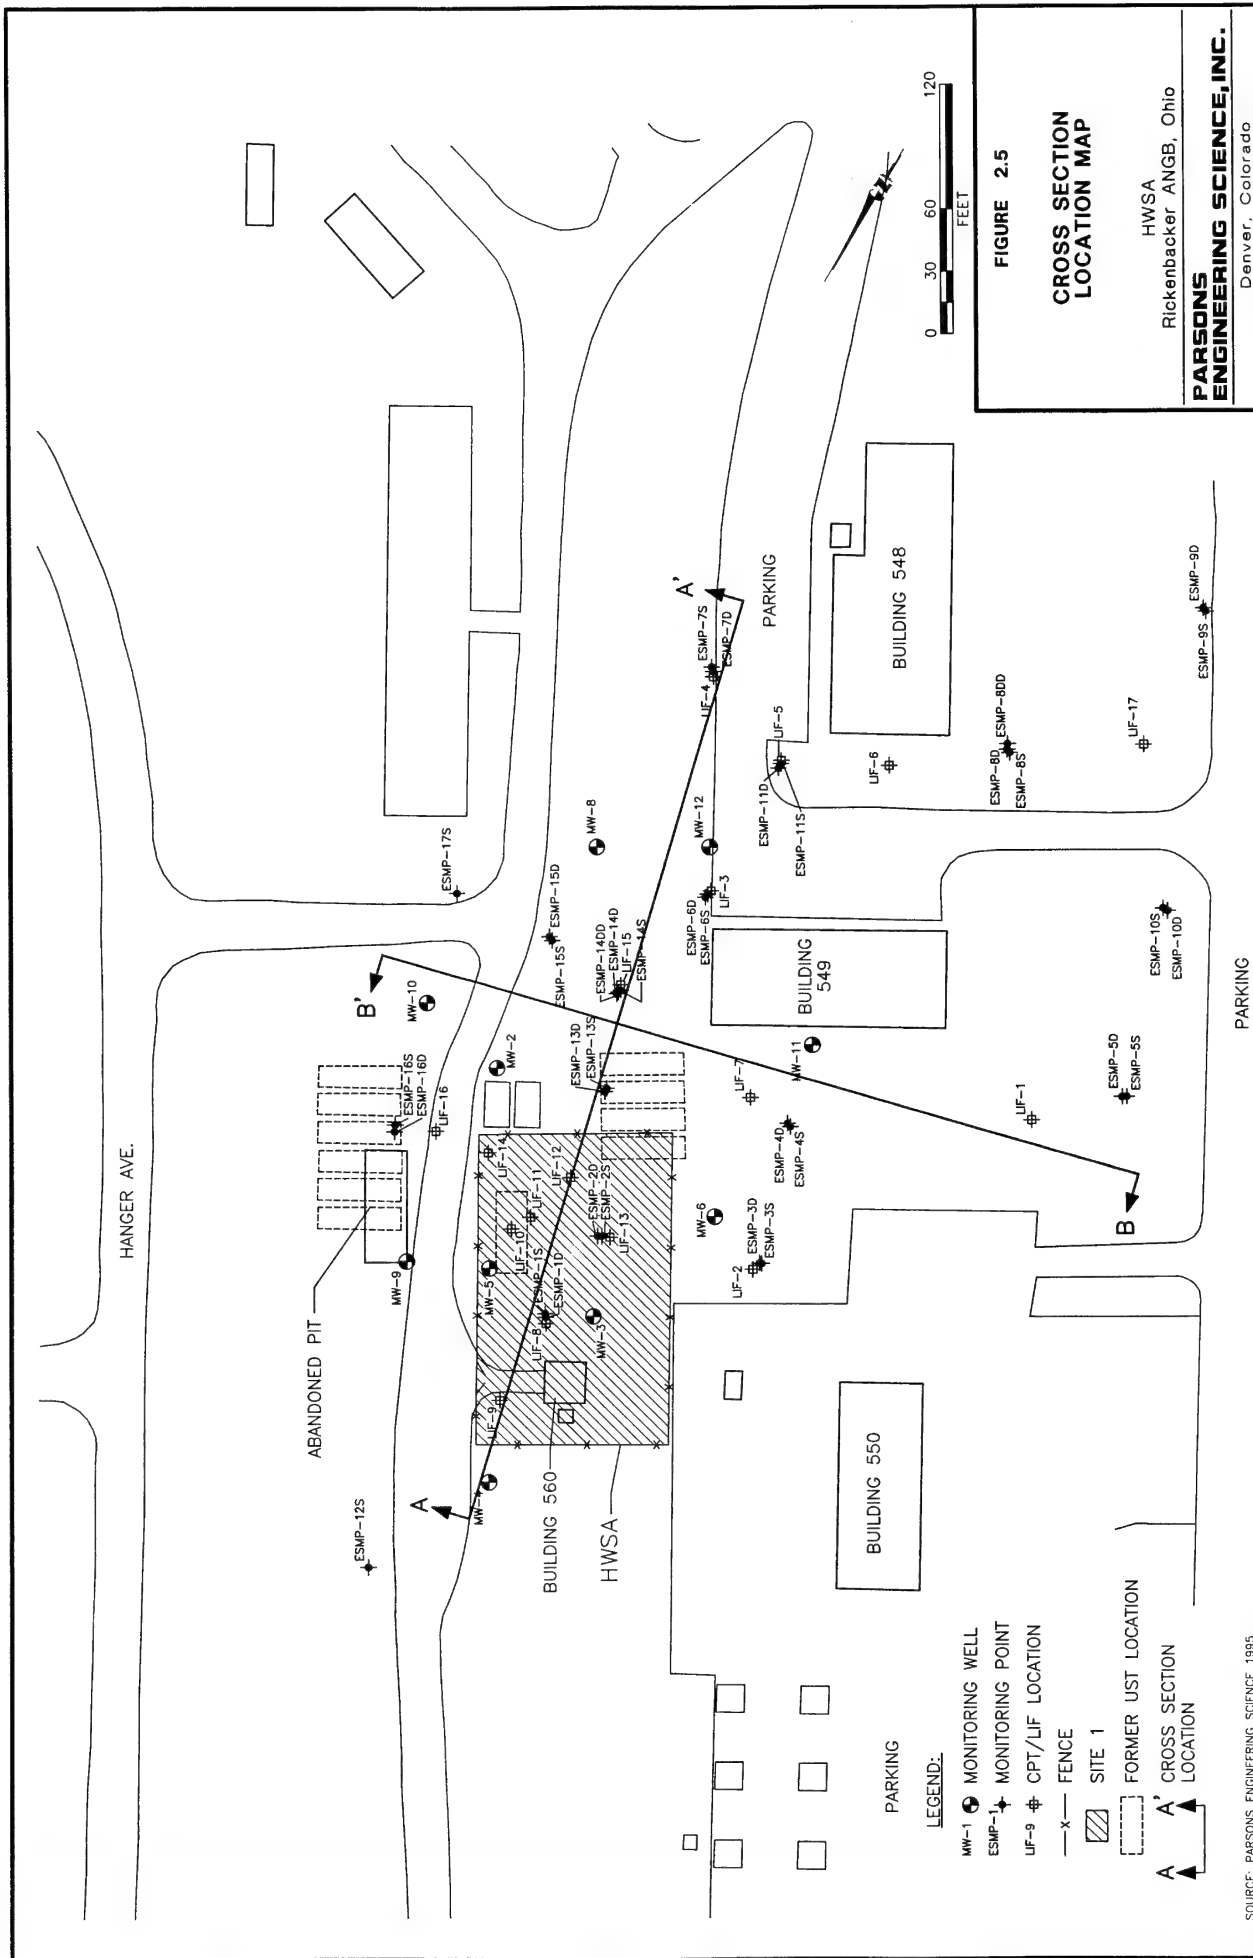 HANGER AVE.
ABANDONED PIT
ESMP-12S
MW-9
ESMP-16S
ESMP-16D
LIF-16
MW-10
B'
ESMP-17S
A
LIF-9
MW-5
LIF-10
LIF-11
LIF-14
MW-2
LIF-8
ESMP-1S
ESMP-1D
MW-3
LIF-12
ESMP-2D
ESMP-2S
LIF-13
ESMP-13D
ESMP-13S
ESMP-15S
ESMP-15D
ESMP-14DD
ESMP-14D
LIF-15
ESMP-14S
MW-8
BUILDING 560
HWSA
MW-6
LIF-2
ESMP-3D
ESMP-3S
ESMP-4D
ESMP-4S
LIF-7
MW-11
BUILDING
549
ESMP-6D
ESMP-6S
LIF-3
MW-12
LIF-4
ESMP-7S
ESMP-7D
A'
PARKING
ESMP-11D
ESMP-11S
LIF-5
LIF-6
BUILDING 548
BUILDING 550
LIF-1
ESMP-5D
ESMP-5S
B
ESMP-10S
ESMP-10D
ESMP-8D
ESMP-8S
ESMP-8DD
LIF-17
ESMP-9S
ESMP-9D
PARKING
PARKING
LEGEND:
MW-1 MONITORING WELL
ESMP-1 MONITORING POINT
LIF-9 CPT/LIF LOCATION
x FENCE
SITE 1
FORMER UST LOCATION
A A' CROSS SECTION
LOCATION
0 30 60 120
FEET
FIGURE 2.5
CROSS SECTION
LOCATION MAP
HWSA
Rickenbacker ANGB, Ohio
PARSONS
ENGINEERING SCIENCE, INC.
Denver, Colorado
SOURCE: PARSONS ENGINEERING SCIENCE 1995